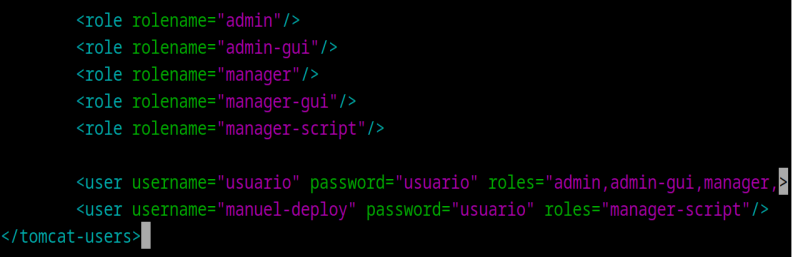 <role rolename="admin"/>
<role rolename="admin-gui"/>
<role rolename="manager"/>
<role rolename="manager-gui"/>
<role rolename="manager-script"/>
<user username="usuario" password="usuario" roles="admin,admin-gui,manager,>
<user username="manuel-deploy" password="usuario" roles="manager-script"/>
</tomcat-users>